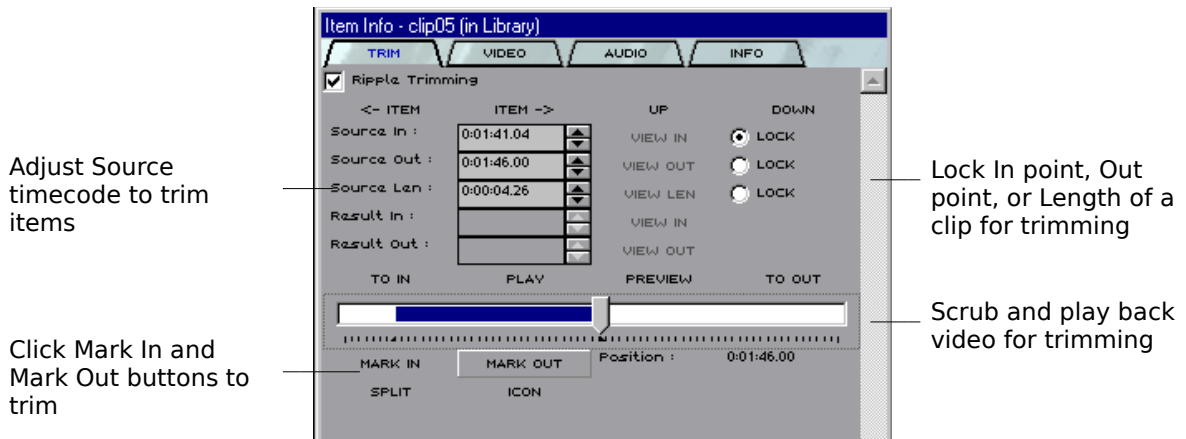 Item Info - clip05 (in Library)
TRIM VIDEO AUDIO INFO
Ripple Trimming
<- ITEM ITEM -> UP DOWN
Source In : 0:01:41.04 VIEW IN LOCK
Source Out : 0:01:46.00 VIEW OUT LOCK
Source Len : 0:00:04.26 VIEW LEN LOCK
Result In : VIEW IN
Result Out : VIEW OUT
TO IN PLAY PREVIEW TO OUT
MARK IN MARK OUT Position : 0:01:46.00
SPLIT ICON
Adjust Source
timecode to trim
items
Click Mark In and
Mark Out buttons to
trim
Lock In point, Out
point, or Length of a
clip for trimming
Scrub and play back
video for trimming